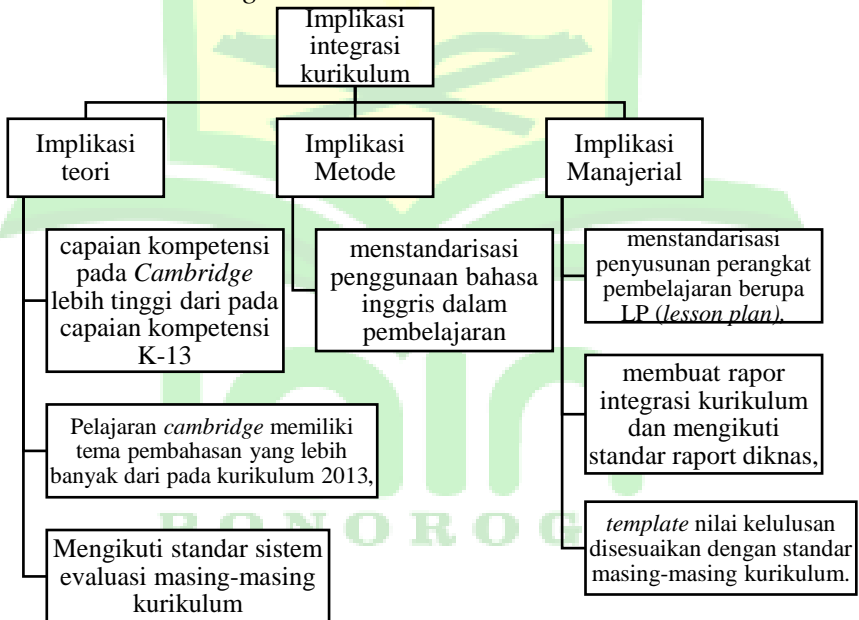 Implikasi
integrasi
kurikulum
Implikasi
teori
Implikasi
Metode
Implikasi
Manajerial
capaian kompetensi
pada Cambridge
lebih tinggi dari pada
capaian kompetensi
K-13
Pelajaran cambridge memiliki
tema pembahasan yang lebih
banyak dari pada kurikulum 2013,
Mengikuti standar sistem
evaluasi masing-masing
kurikulum
menstandarisasi
penggunaan bahasa
inggris dalam
pembelajaran
menstandarisasi
penyusunan perangkat
pembelajaran berupa
LP (lesson plan).
membuat rapor
integrasi kurikulum
dan mengikuti
standar raport diknas,
template nilai kelulusan
disesuaikan dengan standar
masing-masing kurikulum.